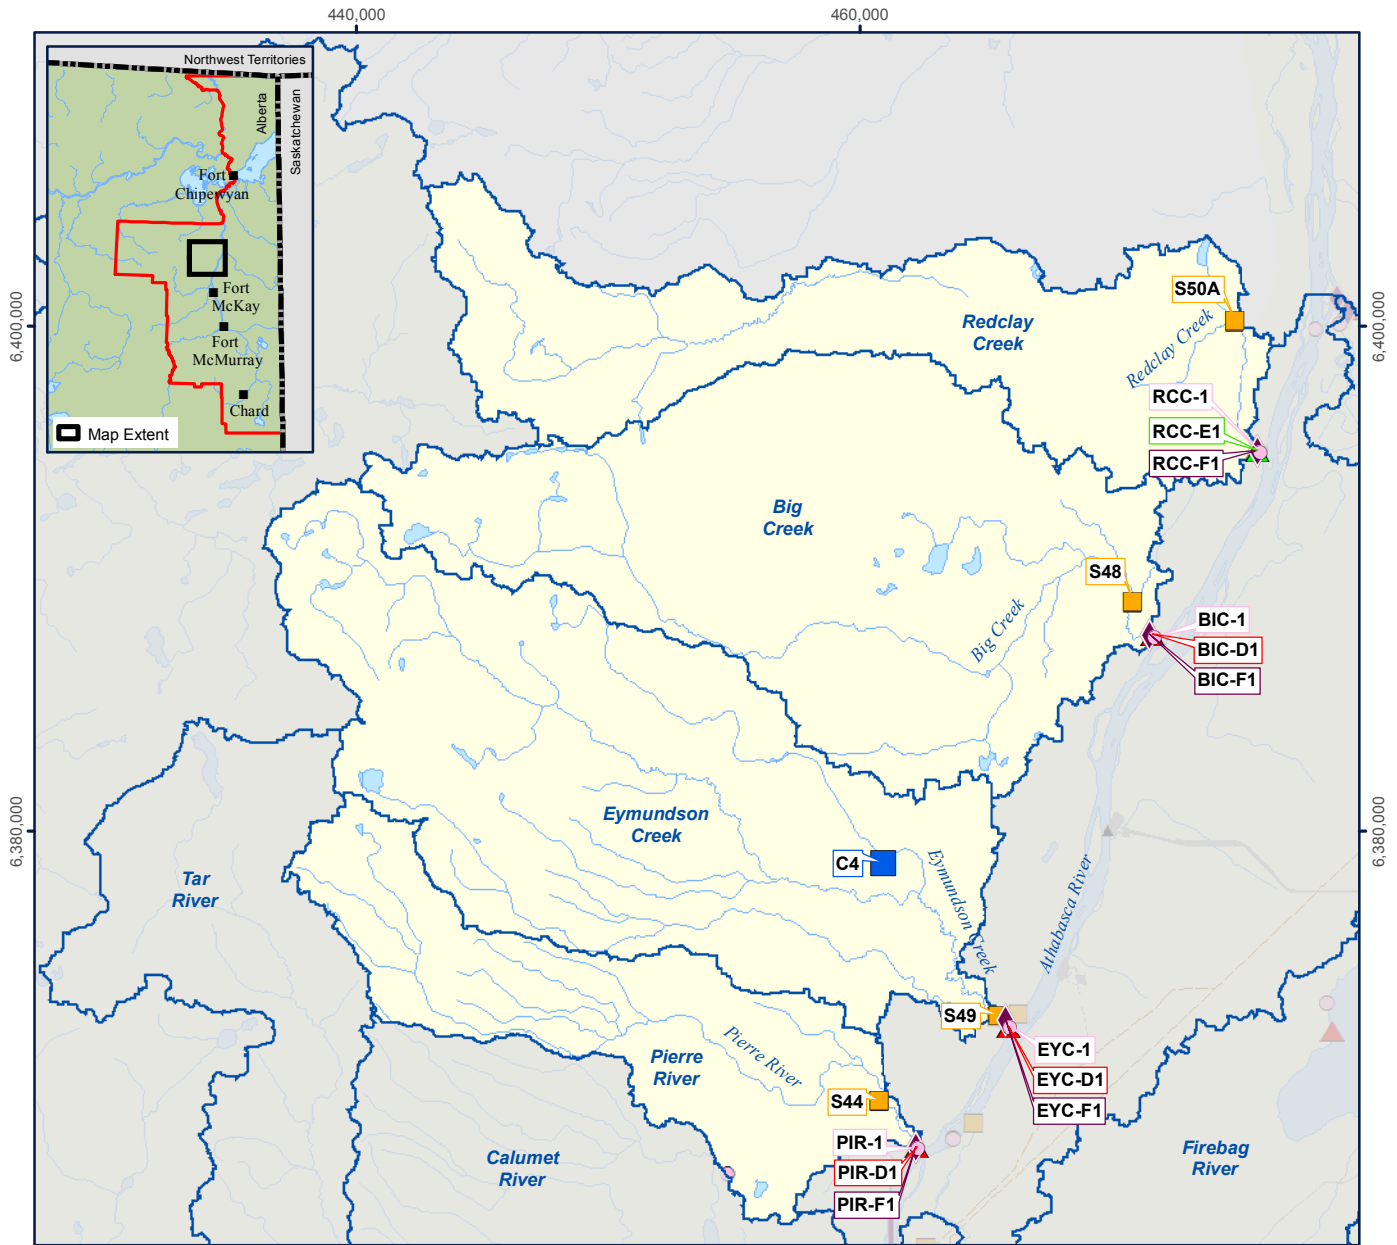 440,000
460,000
Northwest Territories
Alberta
Saskatchewan
Fort
Chipewyan
Fort
McKay
Fort
McMurray
Chard
Map Extent
6,400,000
6,400,000
S50A
Redclay
Creek
Redclay Creek
RCC-1
RCC-E1
RCC-F1
Big
Creek
S48
Big Creek
BIC-1
BIC-D1
BIC-F1
6,380,000
6,380,000
Eymundson
Creek
C4
Eymundson Creek
Athabasca River
Tar
River
S49
EYC-1
EYC-D1
EYC-F1
Pierre River
Pierre
River
S44
PIR-1
PIR-D1
PIR-F1
Calumet
River
Firebag
River